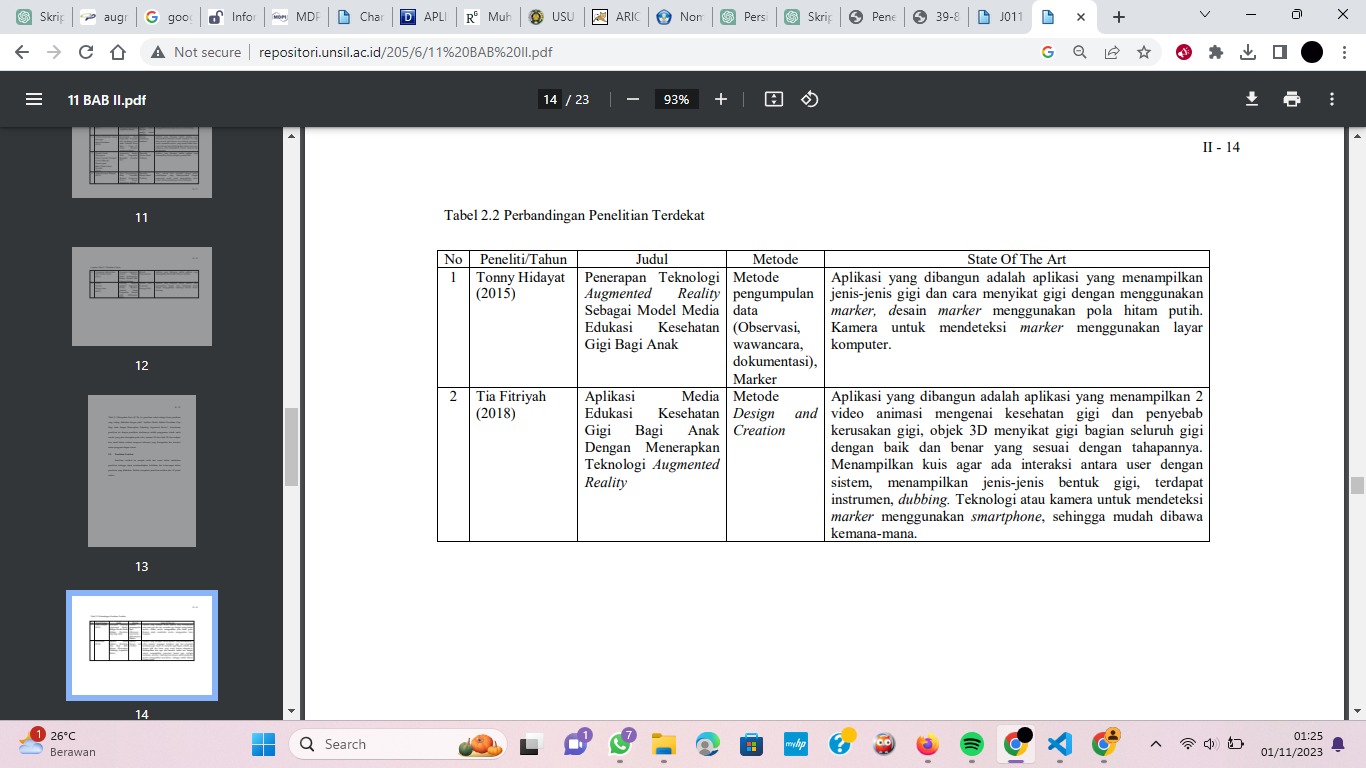 Skrip
augr
goog
Infor
MDP
Char
APLI
Muh
USU
ARIC
Nom
Persi
Skrip
Pene
39-8
J011
Not secure
repositori.unsil.ac.id/205/6/11%20BAB%20II.pdf
11 BAB II.pdf
14 / 23
93%
11
12
13
14
II - 14
Tabel 2.2 Perbandingan Penelitian Terdekat
No Peneliti/Tahun Judul Metode State Of The Art
1 Tonny Hidayat
(2015)
Penerapan Teknologi
Augmented Reality
Sebagai Model Media
Edukasi Kesehatan
Gigi Bagi Anak
Metode
pengumpulan
data
(Observasi,
wawancara,
dokumentasi),
Marker
Aplikasi yang dibangun adalah aplikasi yang menampilkan
jenis-jenis gigi dan cara menyikat gigi dengan menggunakan
marker, desain marker menggunakan pola hitam putih.
Kamera untuk mendeteksi marker menggunakan layar
komputer.
2 Tia Fitriyah
(2018)
Aplikasi Media
Edukasi Kesehatan
Gigi Bagi Anak
Dengan Menerapkan
Teknologi Augmented
Reality
Metode
Design and
Creation
Aplikasi yang dibangun adalah aplikasi yang menampilkan 2
video animasi mengenai kesehatan gigi dan penyebab
kerusakan gigi, objek 3D menyikat gigi bagian seluruh gigi
dengan baik dan benar yang sesuai dengan tahapannya.
Menampilkan kuis agar ada interaksi antara user dengan
sistem, menampilkan jenis-jenis bentuk gigi, terdapat
instrumen, dubbing. Teknologi atau kamera untuk mendeteksi
marker menggunakan smartphone, sehingga mudah dibawa
kemana-mana.
1
26°C
Berawan
Search
1
7
myhp
01:25
01/11/2023